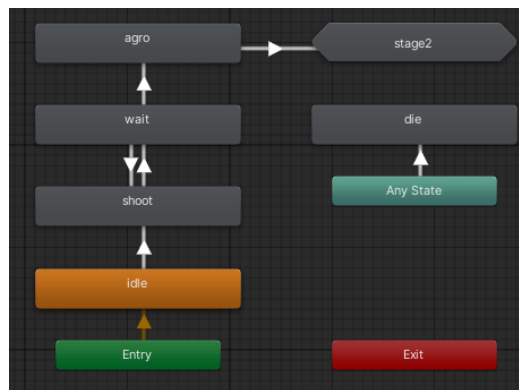 agro
stage2
wait
die
shoot
Any State
idle
Entry
Exit